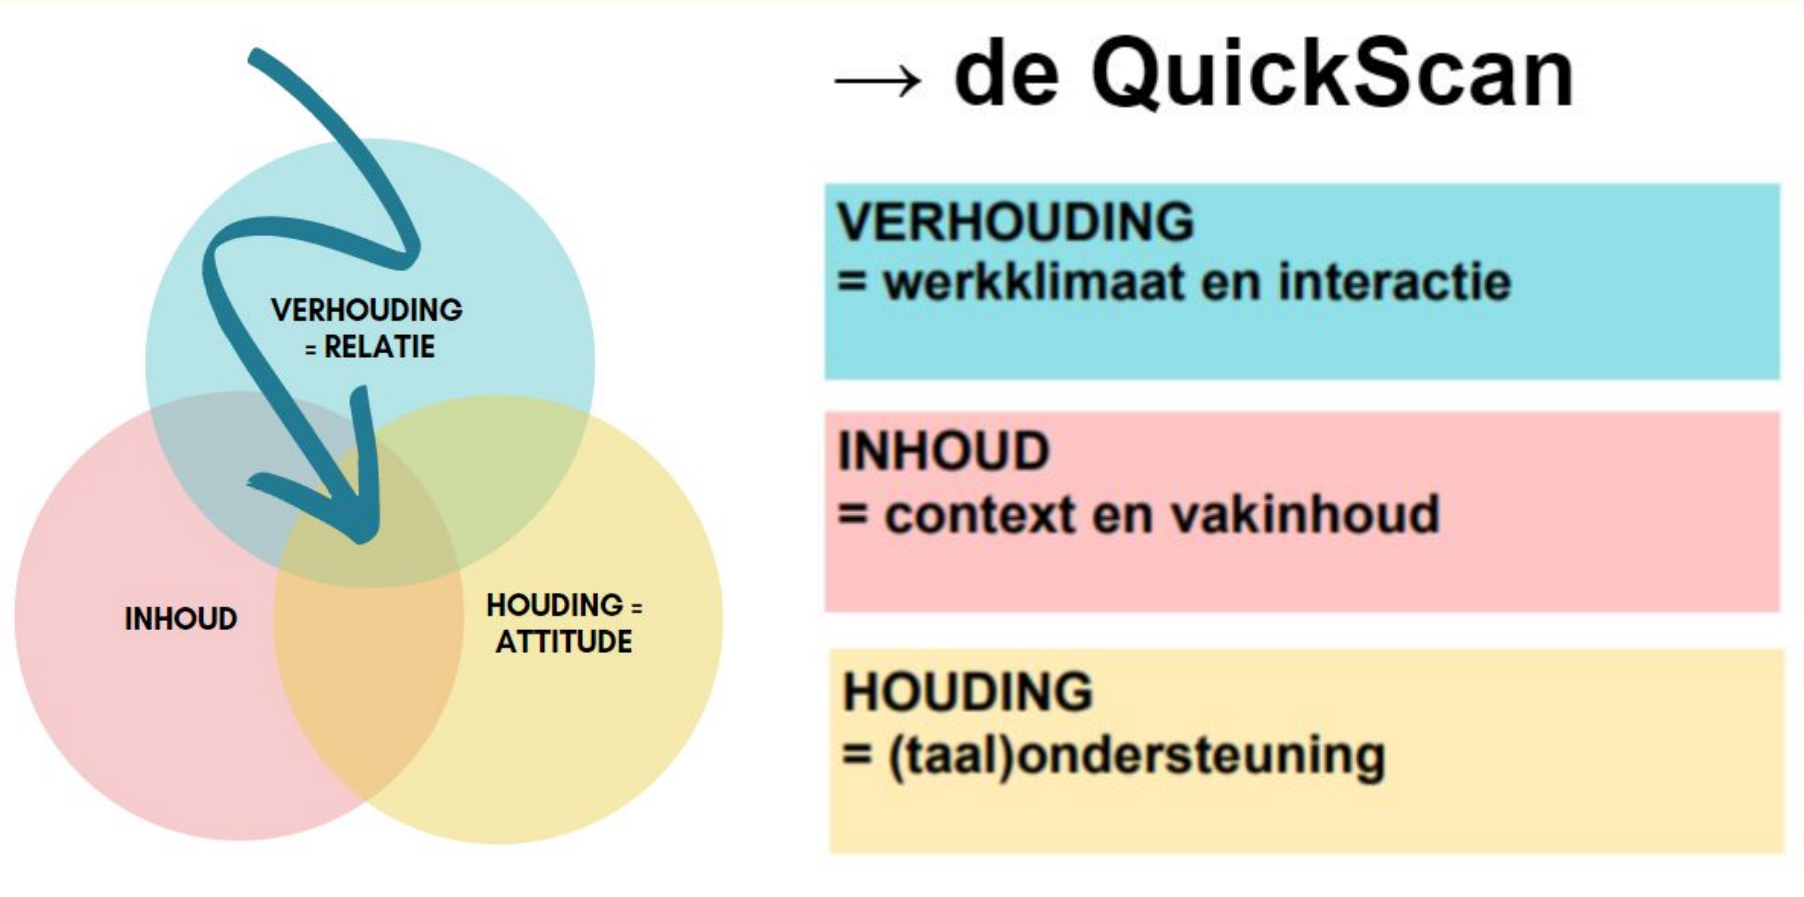 → de QuickScan
VERHOUDING
= RELATIE
INHOUD
HOUDING =
ATTITUDE
VERHOUDING
= werkklimaat en interactie
INHOUD
= context en vakinhoud
HOUDING
= (taal)ondersteuning